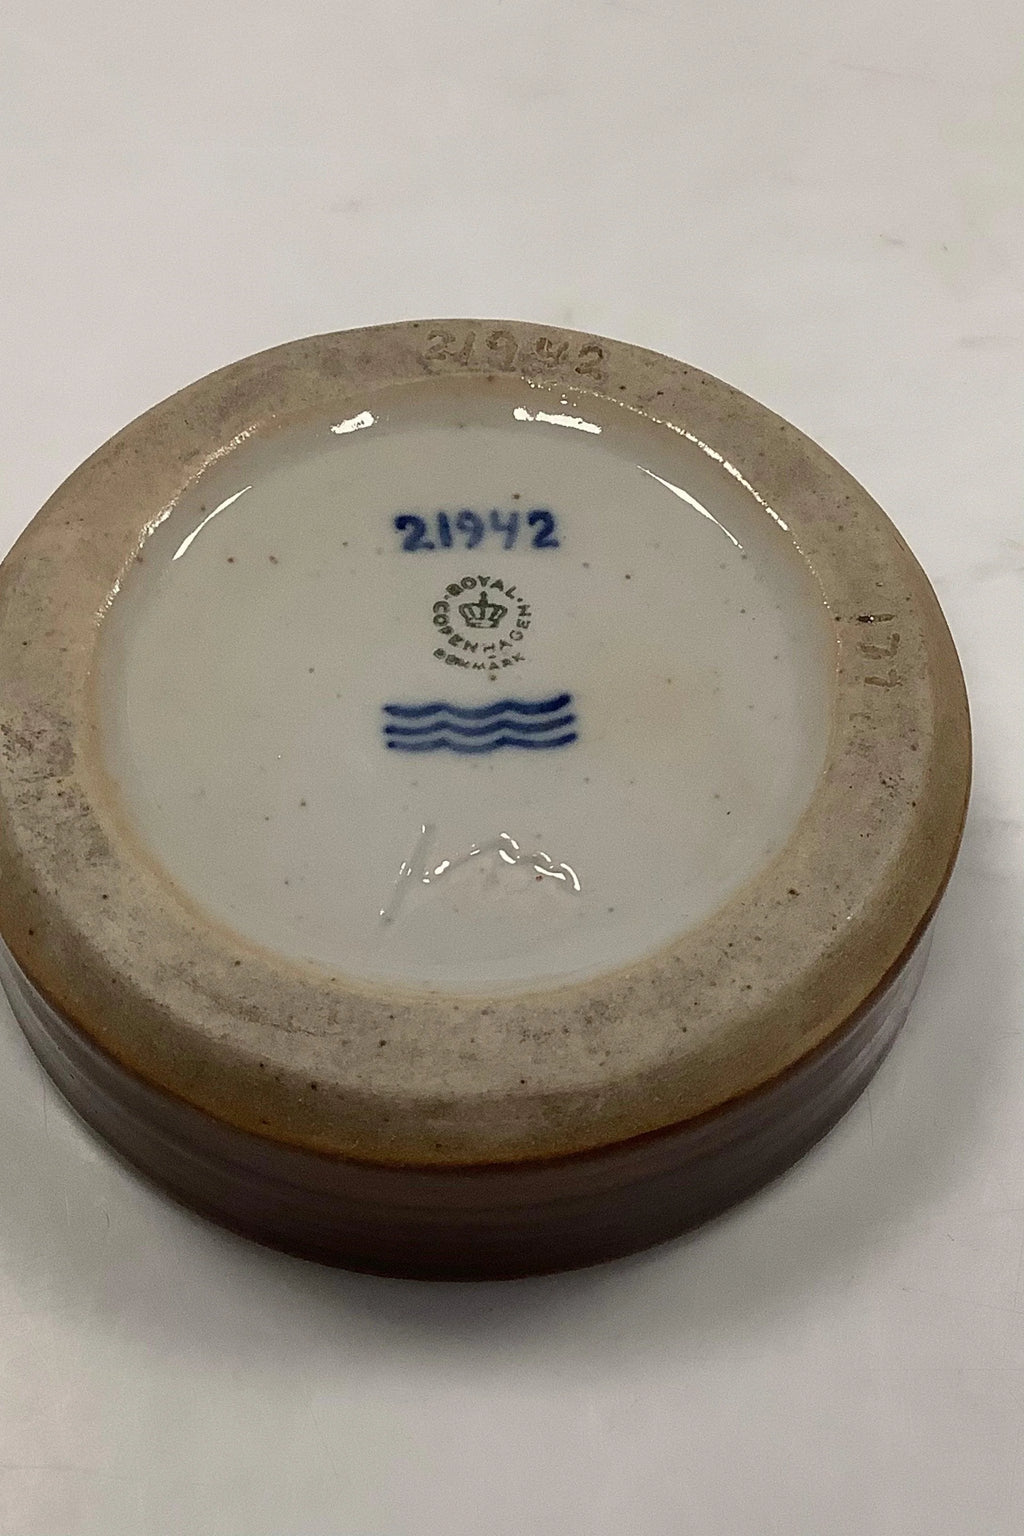 21942
21942
ROYAL
COPENHAGEN
DENMARK